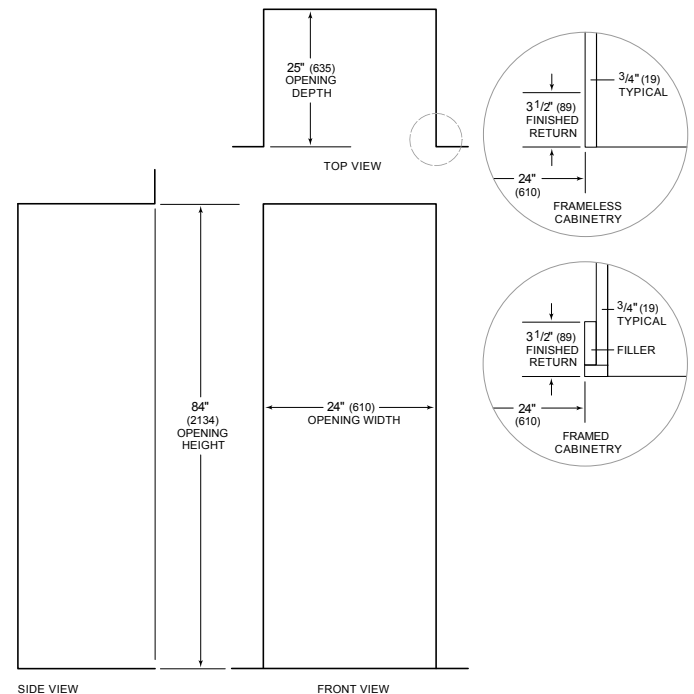 25" (635)
OPENING
DEPTH
TOP VIEW
3/4" (19)
TYPICAL
3 1/2" (89)
FINISHED
RETURN
24"
(610)
FRAMELESS
CABINETRY
3/4" (19)
TYPICAL
3 1/2" (89)
FINISHED
RETURN
FILLER
24"
(610)
FRAMED
CABINETRY
84"
(2134)
OPENING
HEIGHT
24" (610)
OPENING WIDTH
SIDE VIEW
FRONT VIEW